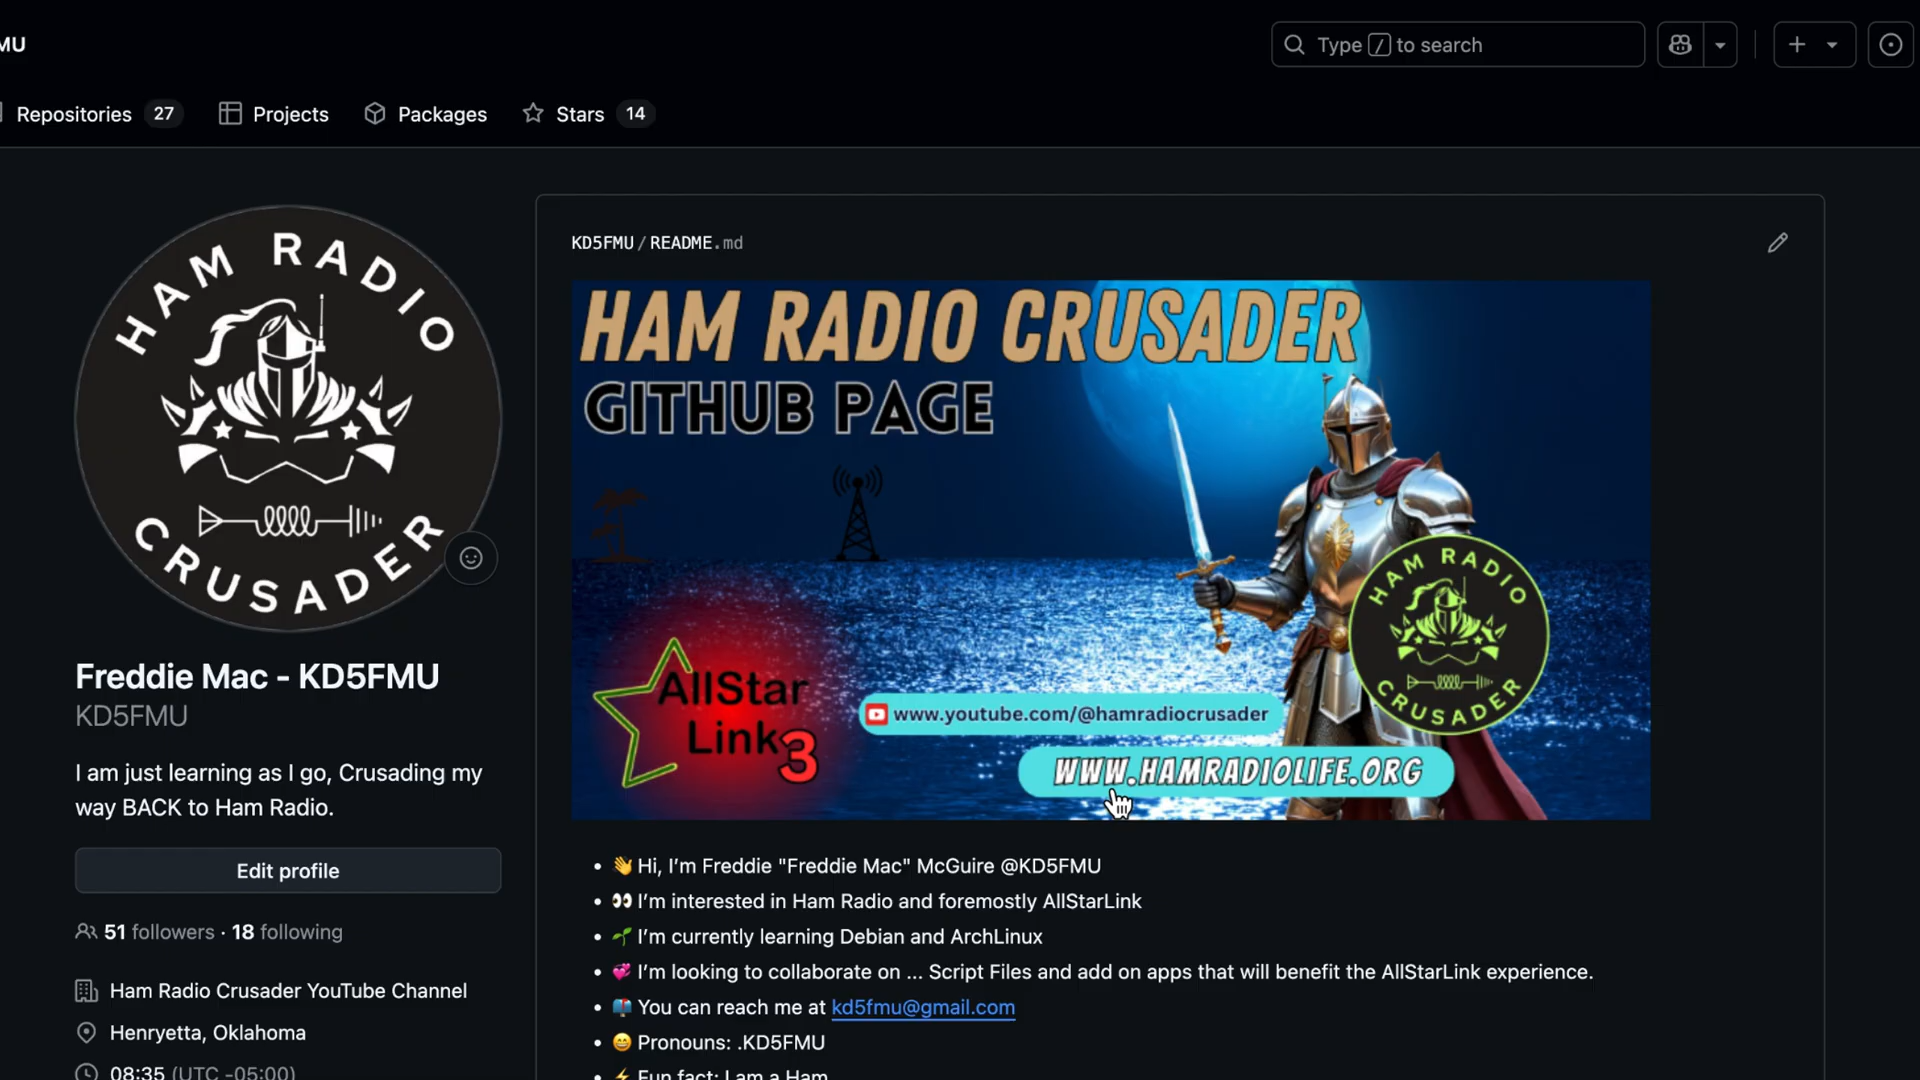 MU
Type / to search
Repositories 27
Projects
Packages
Stars 14
HAM RADIO
CRUSADER
Freddie Mac - KD5FMU
KD5FMU
I am just learning as I go, Crusading my
way BACK to Ham Radio.
Edit profile
51 followers · 18 following
Ham Radio Crusader YouTube Channel
Henryetta, Oklahoma
08:35 (UTC -05:00)
KD5FMU / README.md
HAM RADIO CRUSADER
GITHUB PAGE
AllStar
Link 3
www.youtube.com/@hamradiocrusader
WWW.HAMRADIOLIFE.ORG
HAM RADIO
CRUSADER
• 👋 Hi, I'm Freddie "Freddie Mac" McGuire @KD5FMU
• 👀 I'm interested in Ham Radio and foremostly AllStarLink
• 🌱 I'm currently learning Debian and ArchLinux
• 💞️ I'm looking to collaborate on ... Script Files and add on apps that will benefit the AllStarLink experience.
• 📫 You can reach me at kd5fmu@gmail.com
• 😄 Pronouns: .KD5FMU
• ⚡ Fun fact: I am a Ham